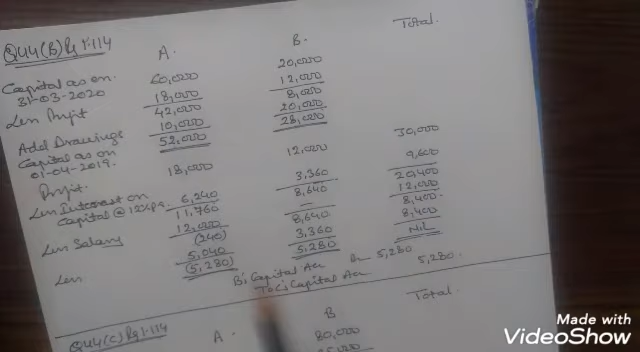 Q44(B) Pg 1.114 A. B. Total.
Capital as on 31-03-2020 60,000 20,000
Less Profit 18,000 12,000
42,000 8,000
Add Drawings 10,000 20,000
Capital as on 01-04-2019. 52,000 28,000
Profit. 18,000 12,000 30,000
Less Interest on Capital @ 12% p.a. 6,240 3,360 9,600
11,760 8,640 20,400
Less Salary 12,000 — 12,000
(240) 8,640 8,400
Less 5,040 3,360 8,400
(5,280) 5,280 Nil
B's Capital A/c Dr 5,280
To C's Capital A/c 5,280.
Q44(C) Pg 1.114 A. B Total.
80,000
Made with
VideoShow